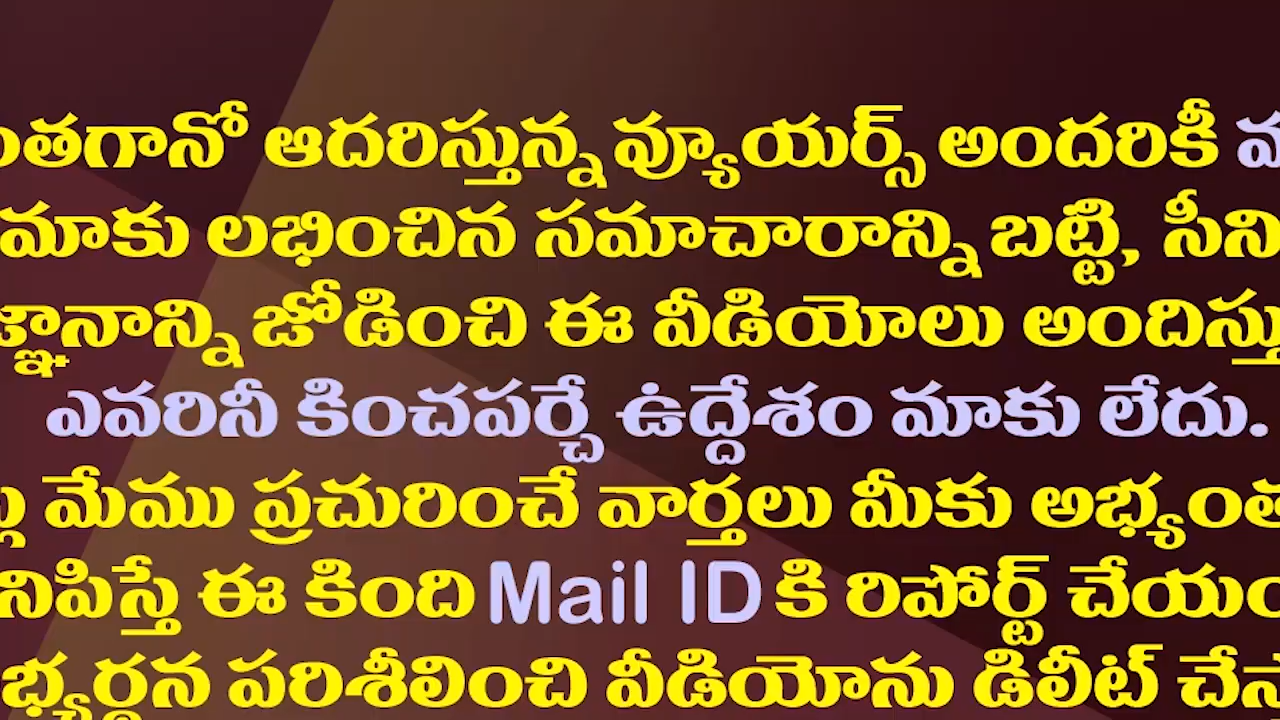 ంతగానో ఆదరిస్తున్న వ్యూయర్స్ అందరికీ
మాకు లభించిన సమాచారాన్ని బట్టి, సీని
జ్ఞానాన్ని జోడించి ఈ వీడియోలు అందిస్తు
ఎవరినీ కించపర్చే ఉద్దేశం మాకు లేదు.
మేము ప్రచురించే వార్తలు మీకు అభ్యంత
నిపిస్తే ఈ కింది Mail ID కి రిపోర్ట్ చేయం
భ్యర్థన పరిశీలించి వీడియోను డిలీట్ చేస